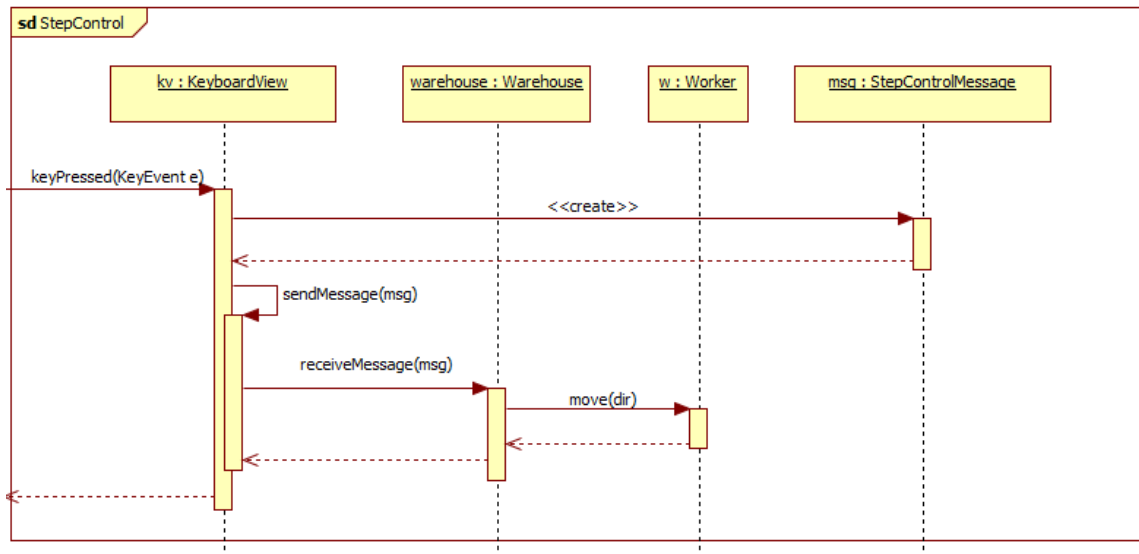 sd StepControl
kv : KeyboardView
warehouse : Warehouse
w : Worker
msg : StepControlMessage
keyPressed(KeyEvent e)
<<create>>
sendMessage(msg)
receiveMessage(msg)
move(dir)